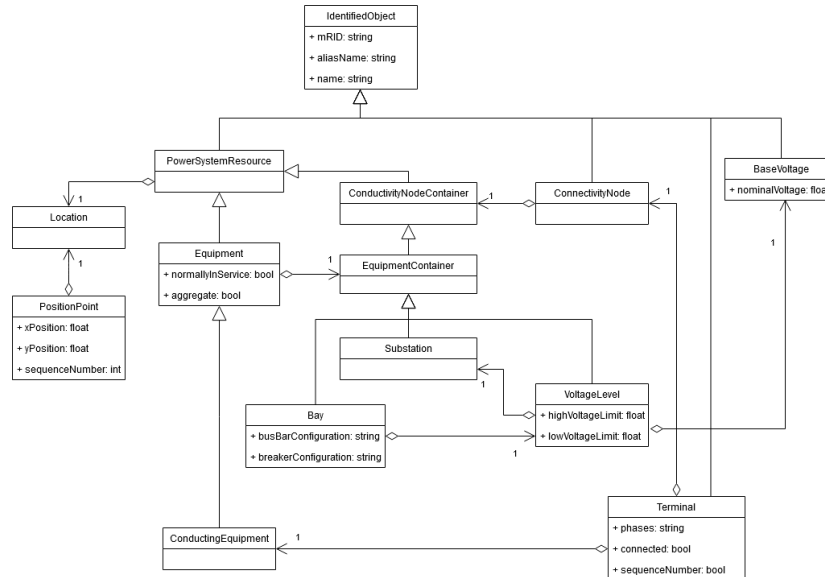 IdentifiedObject
+ mRID: string
+ aliasName: string
+ name: string
PowerSystemResource
ConductivityNodeContainer
1
ConnectivityNode
1
BaseVoltage
+ nominalVoltage: floa
Location
1
1
1
Equipment
+ normallyInService: bool
+ aggregate: bool
1
EquipmentContainer
PositionPoint
+ xPosition: float
+ yPosition: float
+ sequenceNumber: int
Substation
1
VoltageLevel
+ highVoltageLimit: float
+ lowVoltageLimit: float
Bay
+ busBarConfiguration: string
+ breakerConfiguration: string
1
Terminal
+ phases: string
+ connected: bool
+ sequenceNumber: bool
ConductingEquipment
1